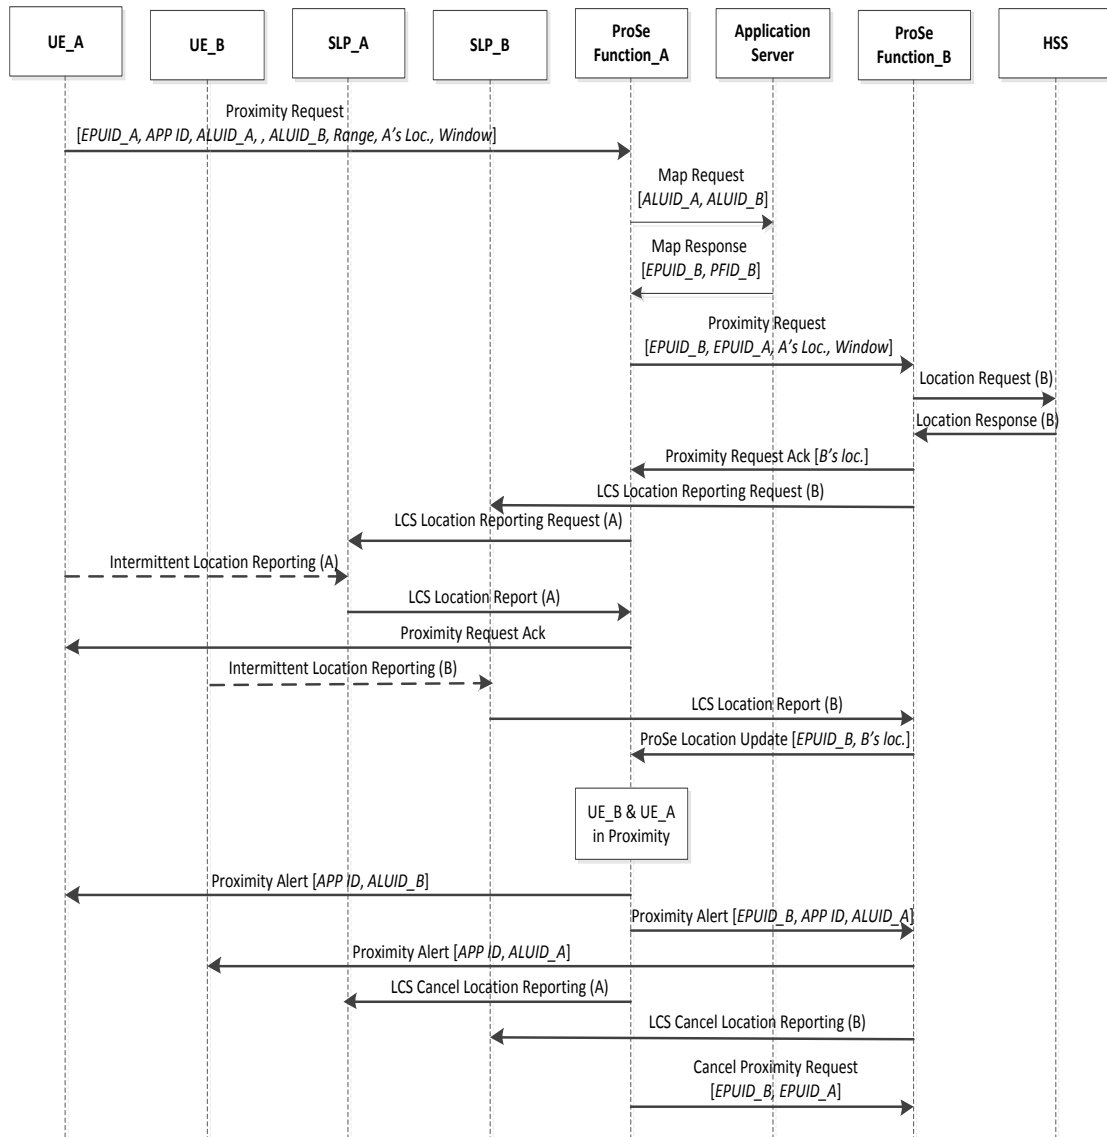 UE_A
UE_B
SLP_A
SLP_B
ProSe
Function_A
Application
Server
ProSe
Function_B
HSS
Proximity Request
[EPUID_A, APP ID, ALUID_A, , ALUID_B, Range, A's Loc., Window]
Map Request
[ALUID_A, ALUID_B]
Map Response
[EPUID_B, PFID_B]
Proximity Request
[EPUID_B, EPUID_A, A's Loc., Window]
Location Request (B)
Location Response (B)
Proximity Request Ack [B's loc.]
LCS Location Reporting Request (B)
LCS Location Reporting Request (A)
Intermittent Location Reporting (A)
LCS Location Report (A)
Proximity Request Ack
Intermittent Location Reporting (B)
LCS Location Report (B)
ProSe Location Update [EPUID_B, B's loc.]
UE_B & UE_A
in Proximity
Proximity Alert [APP ID, ALUID_B]
Proximity Alert [EPUID_B, APP ID, ALUID_A]
Proximity Alert [APP ID, ALUID_A]
LCS Cancel Location Reporting (A)
LCS Cancel Location Reporting (B)
Cancel Proximity Request
[EPUID_B, EPUID_A]